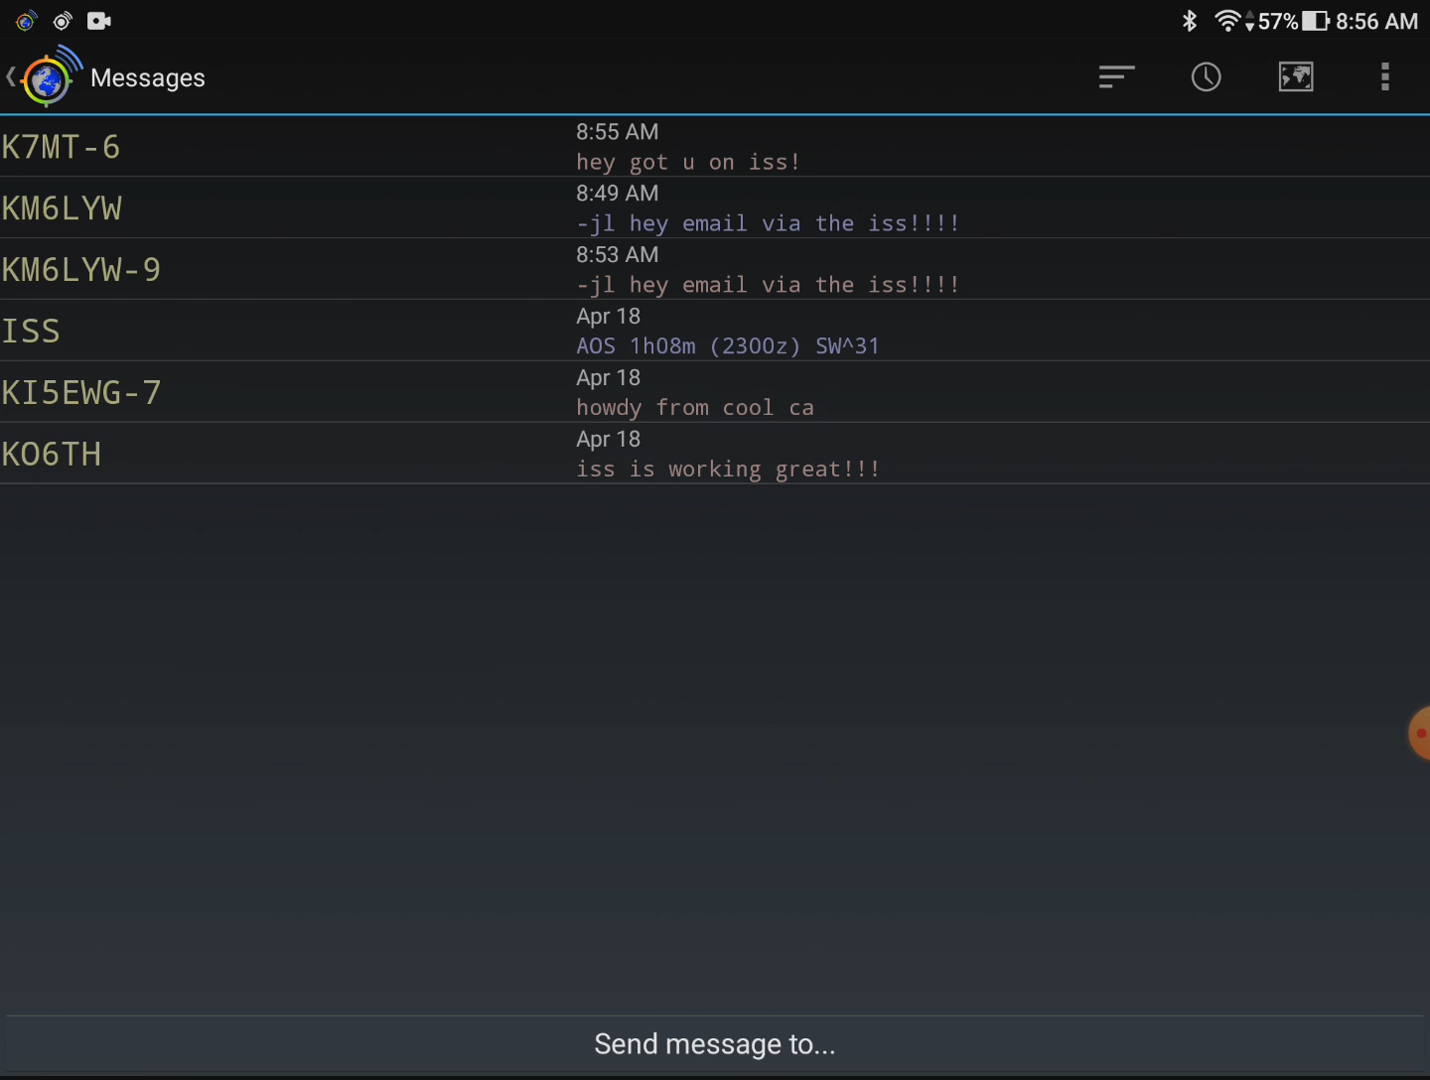 57% 8:56 AM
Messages
K7MT-6
8:55 AM
hey got u on iss!
KM6LYW
8:49 AM
-jl hey email via the iss!!!!
KM6LYW-9
8:53 AM
-jl hey email via the iss!!!!
ISS
Apr 18
AOS 1h08m (2300z) SW^31
KI5EWG-7
Apr 18
howdy from cool ca
KO6TH
Apr 18
iss is working great!!!
Send message to...